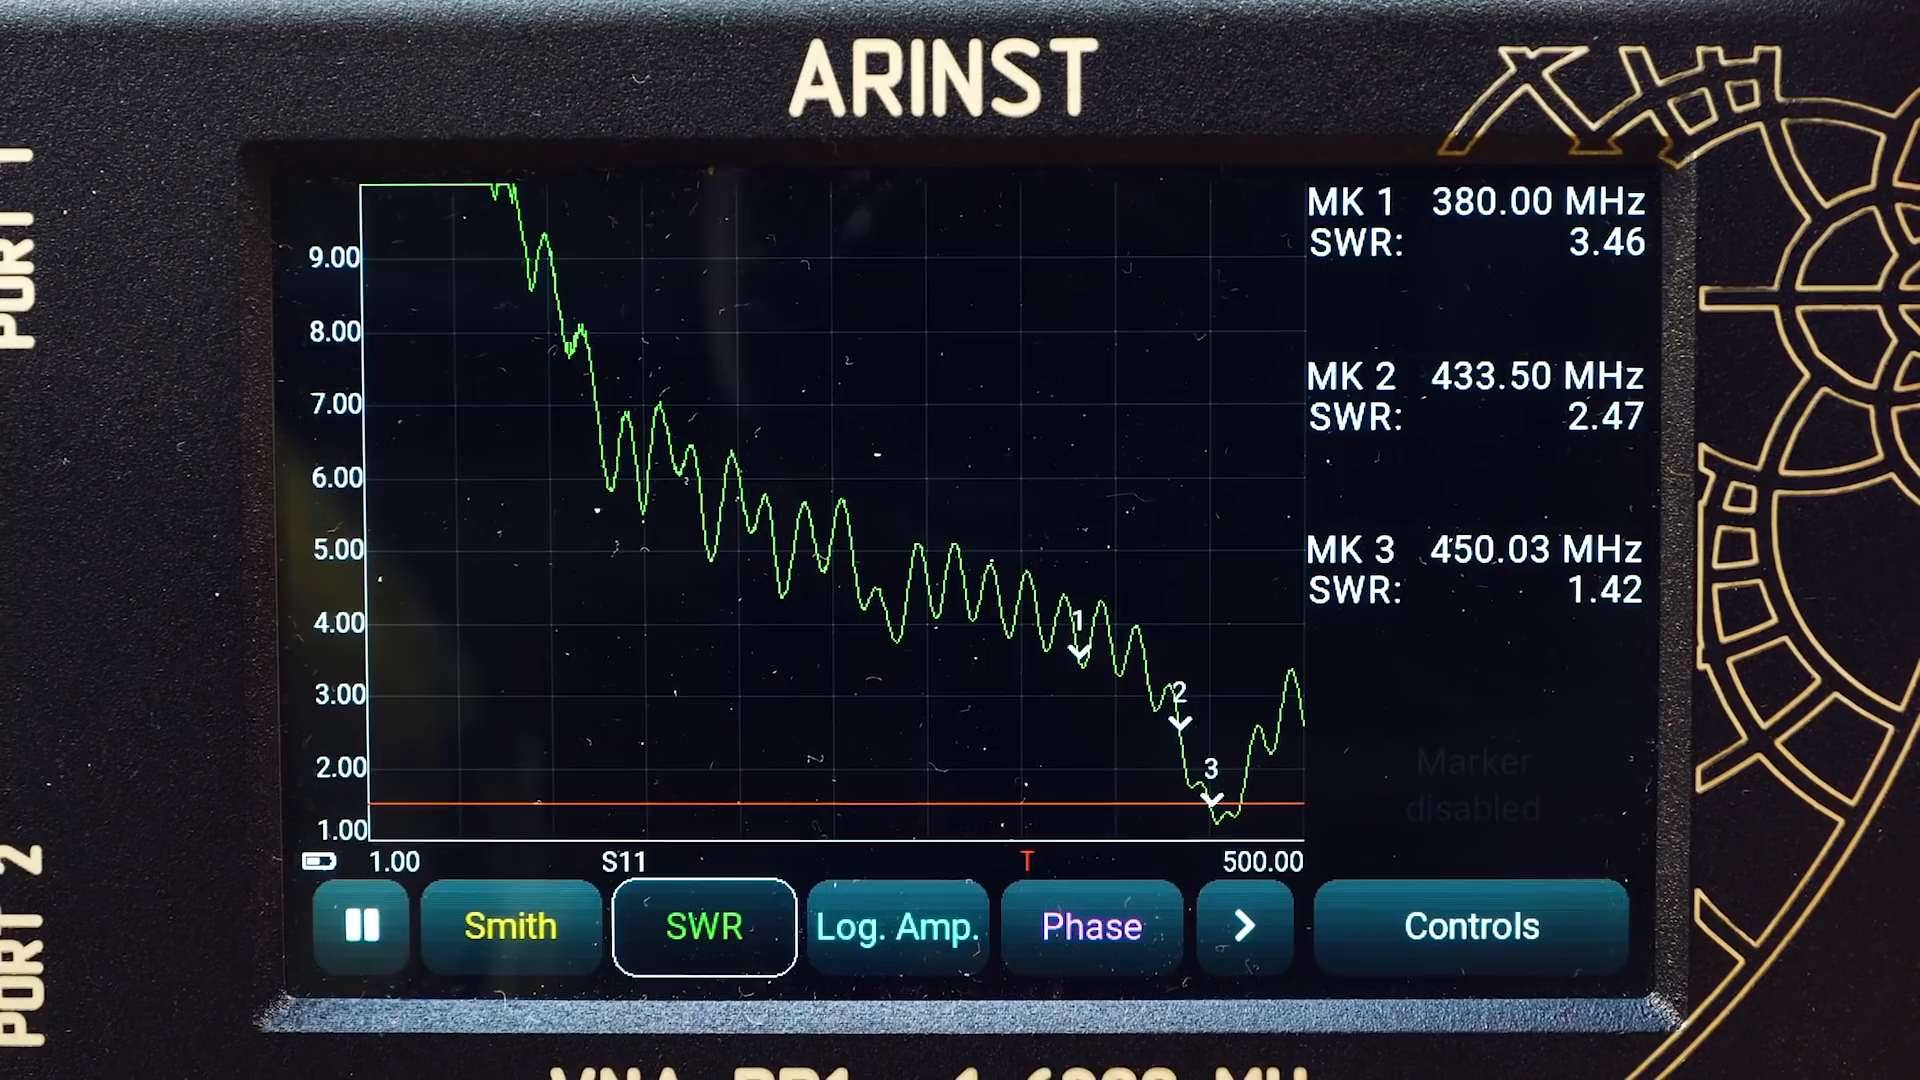 ARINST
PORT 1
PORT 2
MK 1 380.00 MHz
SWR: 3.46
MK 2 433.50 MHz
SWR: 2.47
MK 3 450.03 MHz
SWR: 1.42
Marker
disabled
9.00
8.00
7.00
6.00
5.00
4.00
3.00
2.00
1.00
1
2
3
1.00 S11 T 500.00
Smith SWR Log. Amp. Phase > Controls